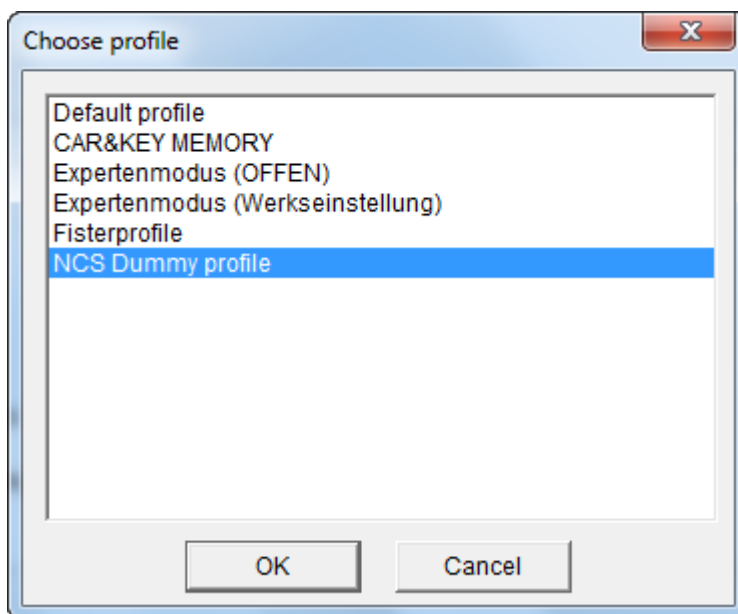 Choose profile
Default profile
CAR&KEY MEMORY
Expertenmodus (OFFEN)
Expertenmodus (Werkseinstellung)
Fisterprofile
NCS Dummy profile
OK Cancel